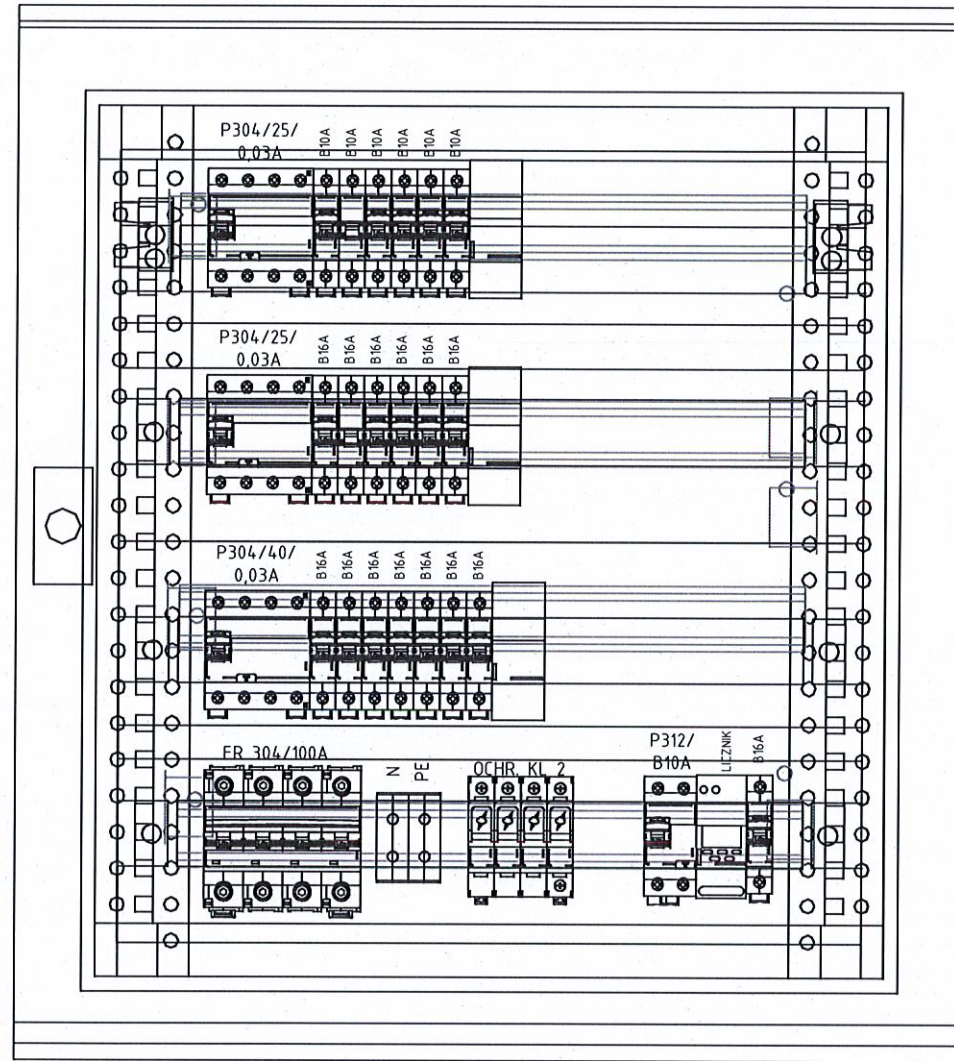 P304/25/
0,03A
B10A
B10A
B10A
B10A
B10A
B10A
P304/25/
0,03A
B16A
B16A
B16A
B16A
B16A
B16A
P304/40/
0,03A
B16A
B16A
B16A
B16A
B16A
B16A
B16A
FR 304/100A
N
PE
OCHR. KL. 2
P312/
B10A
LICZNIK
B16A